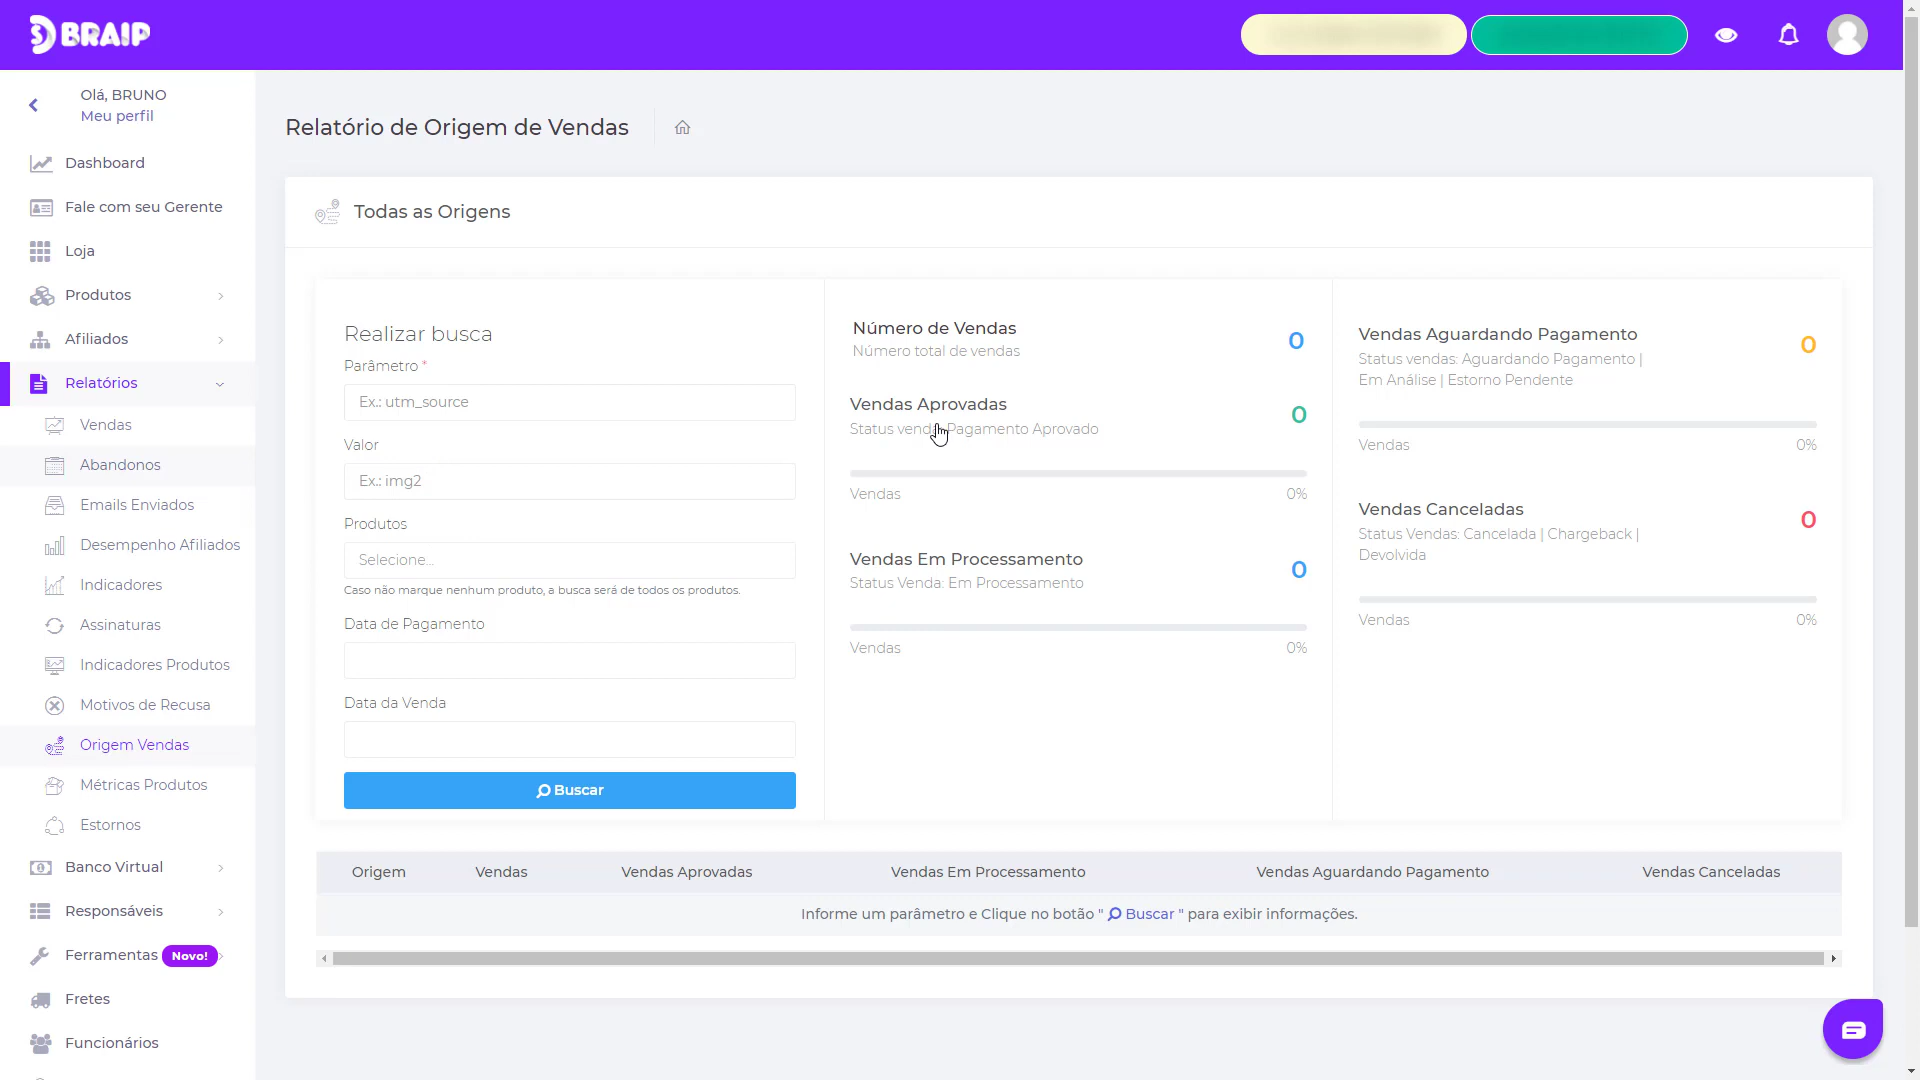 BRAIP
Olá, BRUNO
Meu perfil
Dashboard
Fale com seu Gerente
Loja
Produtos
Afiliados
Relatórios
Vendas
Abandonos
Emails Enviados
Desempenho Afiliados
Indicadores
Assinaturas
Indicadores Produtos
Motivos de Recusa
Origem Vendas
Métricas Produtos
Estornos
Banco Virtual
Responsáveis
Ferramentas Novo!
Fretes
Funcionários
Relatório de Origem de Vendas
Todas as Origens
Realizar busca
Parâmetro *
Ex.: utm_source
Valor
Ex.: img2
Produtos
Selecione...
Caso não marque nenhum produto, a busca será de todos os produtos.
Data de Pagamento
Data da Venda
Buscar
Número de Vendas
Número total de vendas
0
Vendas Aprovadas
Status venda: Pagamento Aprovado
0
Vendas 0%
Vendas Em Processamento
Status Venda: Em Processamento
0
Vendas 0%
Vendas Aguardando Pagamento
Status vendas: Aguardando Pagamento |
Em Análise | Estorno Pendente
0
Vendas 0%
Vendas Canceladas
Status Vendas: Cancelada | Chargeback |
Devolvida
0
Vendas 0%
Origem Vendas Vendas Aprovadas Vendas Em Processamento Vendas Aguardando Pagamento Vendas Canceladas
Informe um parâmetro e Clique no botão " Buscar " para exibir informações.